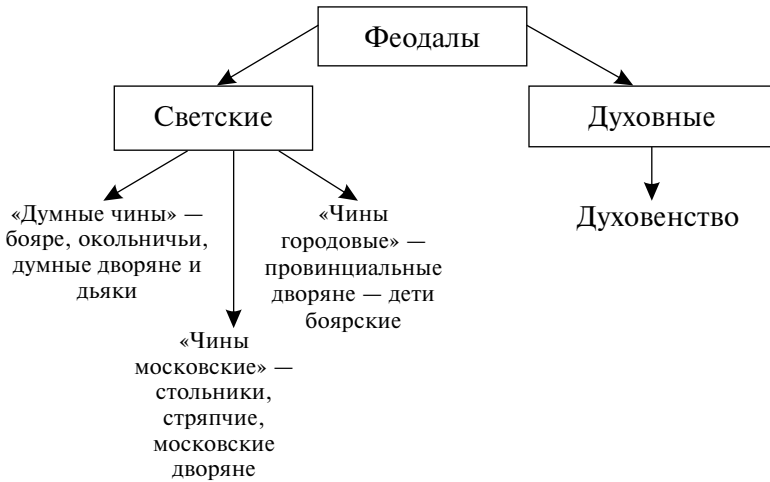 Феодалы
Светские
Духовные
«Думные чины» —
бояре, окольничьи,
думные дворяне и
дьяки
«Чины
городовые» —
провинциальные
дворяне — дети
боярские
Духовенство
«Чины
московские» —
стольники,
стряпчие,
московские
дворяне